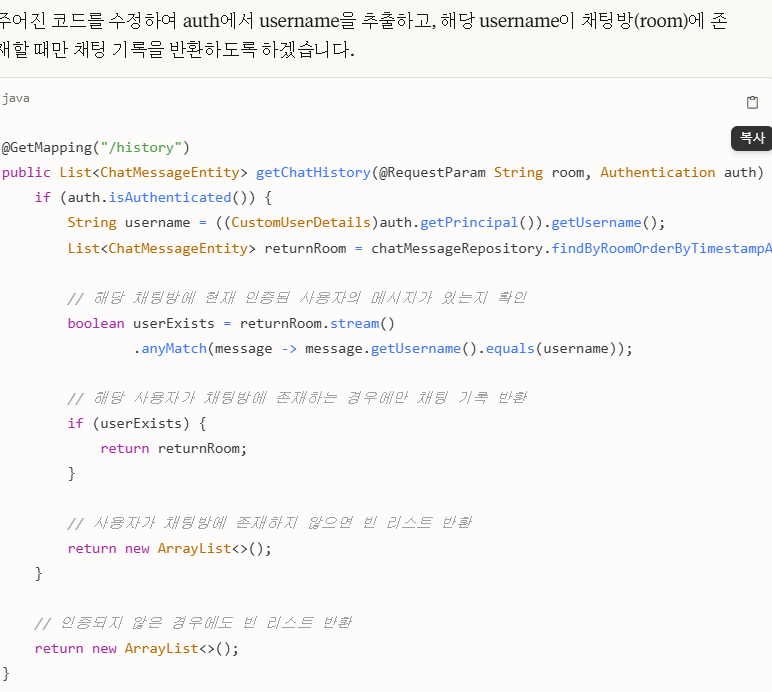 주어진 코드를 수정하여 auth에서 username을 추출하고, 해당 username이 채팅방(room)에 존
재할 때만 채팅 기록을 반환하도록 하겠습니다.
java
복사
@GetMapping("/history")
public List<ChatMessageEntity> getChatHistory(@RequestParam String room, Authentication auth)
if (auth.isAuthenticated()) {
String username = ((CustomUserDetails)auth.getPrincipal()).getUsername();
List<ChatMessageEntity> returnRoom = chatMessageRepository.findByRoomOrderByTimestampA
// 해당 채팅방에 현재 인증된 사용자의 메시지가 있는지 확인
boolean userExists = returnRoom.stream()
.anyMatch(message -> message.getUsername().equals(username));
// 해당 사용자가 채팅방에 존재하는 경우에만 채팅 기록 반환
if (userExists) {
return returnRoom;
}
// 사용자가 채팅방에 존재하지 않으면 빈 리스트 반환
return new ArrayList<>();
}
// 인증되지 않은 경우에도 빈 리스트 반환
return new ArrayList<>();
}